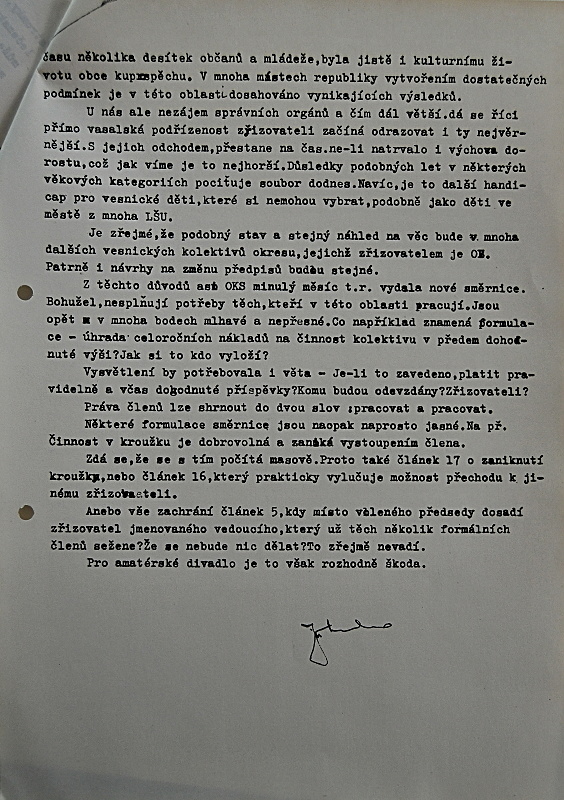 času několika desítek občanů a mládeže,byla jistě i kulturnímu ži-
votu obce kupxspěchu. V mnoha městech republiky vytvořením dostatečných
podmínek je v této oblasti dosahováno vynikajících výsledků.
U nás ale nezájem správních orgánů a čím dál větší.dá se říci
přímo vasalská podřízenost zřizovateli začíná odrazovat i ty nejvěr-
nější.S jejich odchodem,přestane na čas.ne-li natrvalo i výchova do-
rostu,což jak víme je to nejhorší.Důsledky podobných let v některých
věkových kategoriích pociťuje soubor dodnes.Navíc,je to další handi-
cap pro vesnické děti,které si nemohou vybrat,podobně jako děti ve
městě z mnoha LŠU.
Je zřejmé,že podobný stav a stejný náhled na věc bude v mnoha
dalších vesnických kolektivů okresu,jejichž zřizovatelem je
Patrně i návrhy na změnu předpisů budou stejné.
Z těchto důvodů asi OKS minulý měsíc t.r. vydala nové směrnice.
Bohužel,nesplňují potřeby těch,kteří v této oblasti pracují.Jsou
opět v mnoha bodech mlhavé a nepřesné.Co například znamená formula-
ce - úhrada celoročních nákladů na činnost kolektivu v předem dohod-
nuté výši?Jak si to kdo vyloží?
Vysvětlení by potřebovala i věta - Je-li to zavedeno,platit pra-
videlně a včas dohodnuté příspěvky?Komu budou odevzdány?Zřizovateli?
Práva členů lze shrnout do dvou slov :pracovat a pracovat.
Některé formulace směrnice jsou naopak naprosto jasné.Na př.
Činnost v kroužku je dobrovolná a zaniká vystoupením člena.
Zdá se,že se s tím počítá masově.Proto také článek 17 o zaniknutí
kroužku,nebo článek 16,který prakticky vylučuje možnost přechodu k ji-
nému zřizovateli.
Anebo vše zachrání článek 5,kdy místo voleného předsedy dosadí
zřizovatel jmenovaného vedoucího,který už těch několik formálních
členů sežene?Že se nebude nic dělat?To zřejmě nevadí.
Pro amatérské divadlo je to však rozhodně škoda.